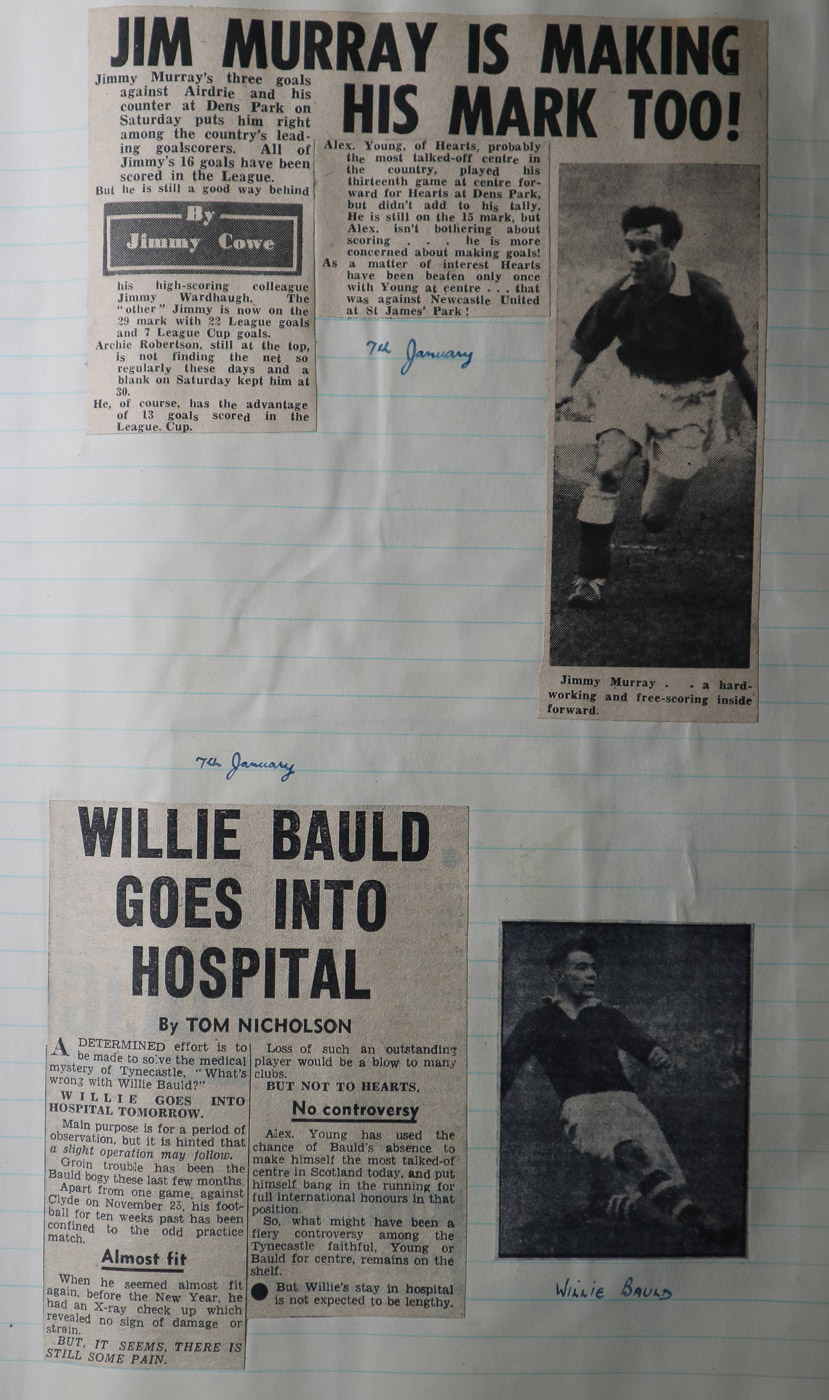 JIM MURRAY IS MAKING
HIS MARK TOO!
Jimmy Murray's three goals
against Airdrie and his
counter at Dens Park on
Saturday puts him right
among the country's lead-
ing goalscorers. All of
Jimmy's 16 goals have been
scored in the League.
But he is still a good way behind
By
Jimmy Cowe
his high-scoring colleague
Jimmy Wardhaugh. The
"other" Jimmy is now on the
29 mark with 22 League goals
and 7 League Cup goals.
Archie Robertson, still at the top,
is not finding the net so
regularly these days and a
blank on Saturday kept him at
30.
He, of course, has the advantage
of 13 goals scored in the
League. Cup.
Alex. Young, of Hearts, probably
the most talked-off centre in
the country, played his
thirteenth game at centre for-
ward for Hearts at Dens Park,
but didn't add to his tally.
He is still on the 15 mark, but
Alex. isn't bothering about
scoring . . . he is more
concerned about making goals!
As a matter of interest Hearts
have been beaten only once
with Young at centre . . . that
was against Newcastle United
at St James' Park!
7th January
Jimmy Murray . . a hard-
working and free-scoring inside
forward.
7th January
WILLIE BAULD
GOES INTO
HOSPITAL
By TOM NICHOLSON
A DETERMINED effort is to
be made to solve the medical
mystery of Tynecastle, "What's
wrong with Willie Bauld?"
WILLIE GOES INTO
HOSPITAL TOMORROW.
Main purpose is for a period of
observation, but it is hinted that
a slight operation may follow.
Groin trouble has been the
Bauld bogy these last few months.
Apart from one game, against
Clyde on November 23, his foot-
ball for ten weeks past has been
confined to the odd practice
match.
Almost fit
When he seemed almost fit
again, before the New Year, he
had an X-ray check up which
revealed no sign of damage or
strain.
BUT, IT SEEMS, THERE IS
STILL SOME PAIN.
Loss of such an outstanding
player would be a blow to many
clubs.
BUT NOT TO HEARTS.
No controversy
Alex. Young has used the
chance of Bauld's absence to
make himself the most talked-of
centre in Scotland today, and put
himself bang in the running for
full international honours in that
position.
So, what might have been a
fiery controversy among the
Tynecastle faithful, Young or
Bauld for centre, remains on the
shelf.
● But Willie's stay in hospital
is not expected to be lengthy.
WILLIE BAULD